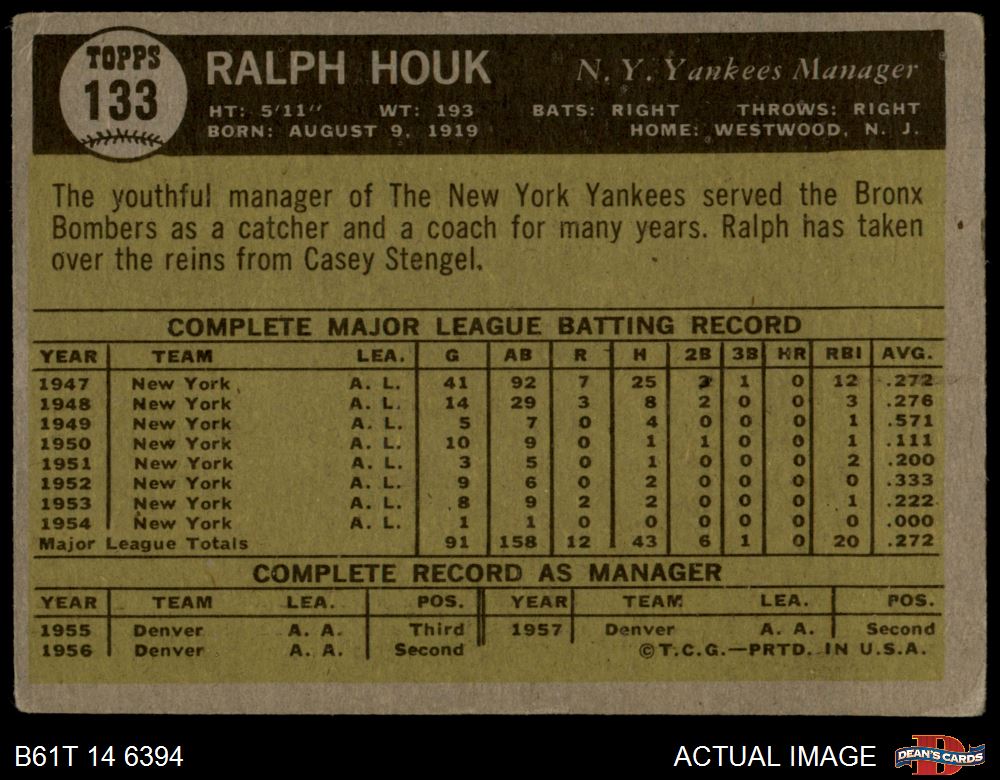 TOPPS
133
RALPH HOUK N. Y. Yankees Manager
HT: 5'11" WT: 193 BATS: RIGHT THROWS: RIGHT
BORN: AUGUST 9, 1919 HOME: WESTWOOD, N. J.
The youthful manager of The New York Yankees served the Bronx
Bombers as a catcher and a coach for many years. Ralph has taken
over the reins from Casey Stengel.
COMPLETE MAJOR LEAGUE BATTING RECORD
YEAR TEAM LEA. G AB R H 2B 3B HR RBI AVG.
1947 New York A. L. 41 92 7 25 3 1 0 12 .272
1948 New York A. L. 14 29 3 8 2 0 0 3 .276
1949 New York A. L. 5 7 0 4 0 0 0 1 .571
1950 New York A. L. 10 9 0 1 1 0 0 1 .111
1951 New York A. L. 3 5 0 1 0 0 0 2 .200
1952 New York A. L. 9 6 0 2 0 0 0 0 .333
1953 New York A. L. 8 9 2 2 0 0 0 1 .222
1954 New York A. L. 1 1 0 0 0 0 0 0 .000
Major League Totals 91 158 12 43 6 1 0 20 .272
COMPLETE RECORD AS MANAGER
YEAR TEAM LEA. POS. YEAR TEAM LEA. POS.
1955 Denver A. A. Third 1957 Denver A. A. Second
1956 Denver A. A. Second ©T.C.G.—PRTD. IN U.S.A.
B61T 14 6394 ACTUAL IMAGE DEAN'S CARDS